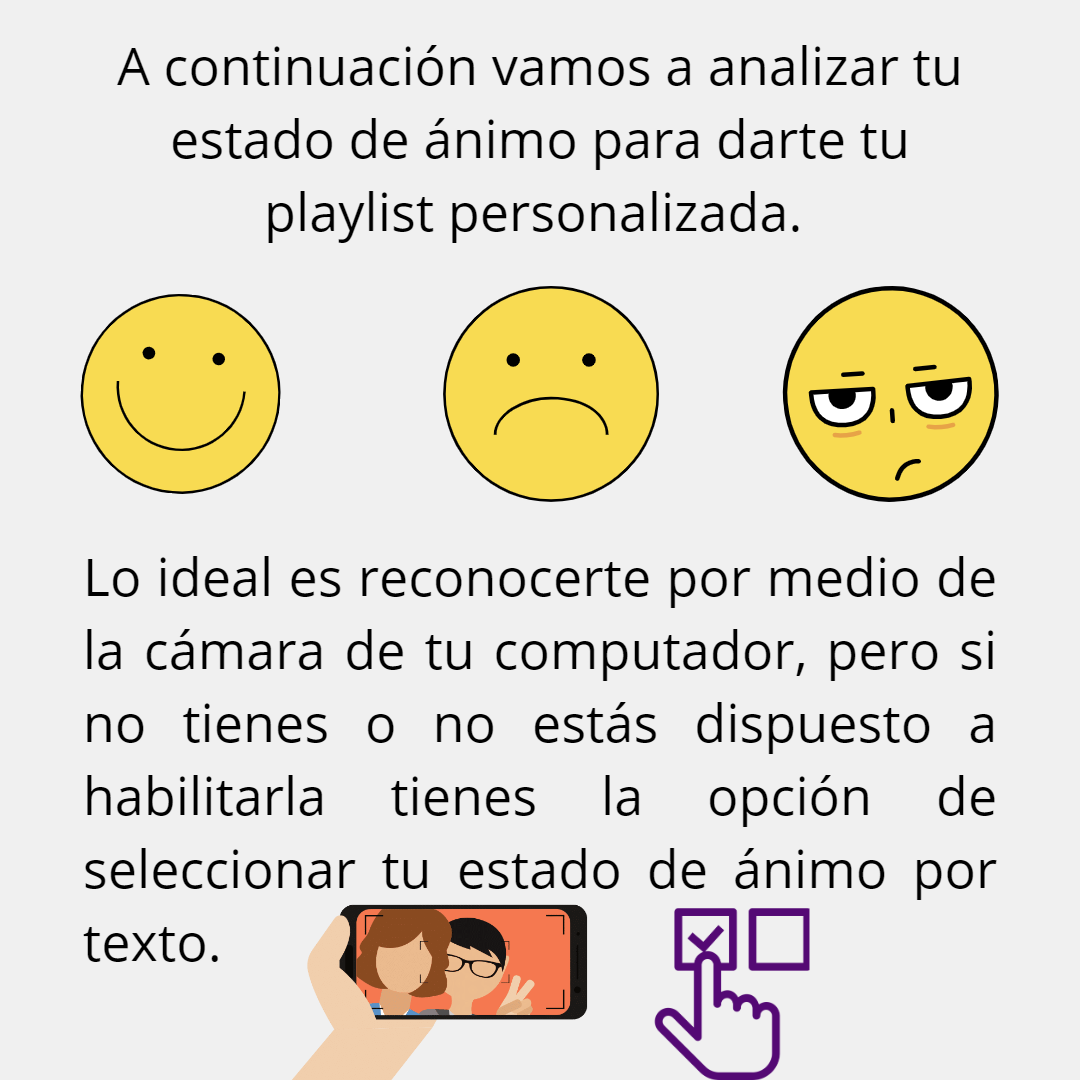 A continuación vamos a analizar tu
estado de ánimo para darte tu
playlist personalizada.
Lo ideal es reconocerte por medio de
la cámara de tu computador, pero si
no tienes o no estás dispuesto a
habilitarla tienes la opción de
seleccionar tu estado de ánimo por
texto.